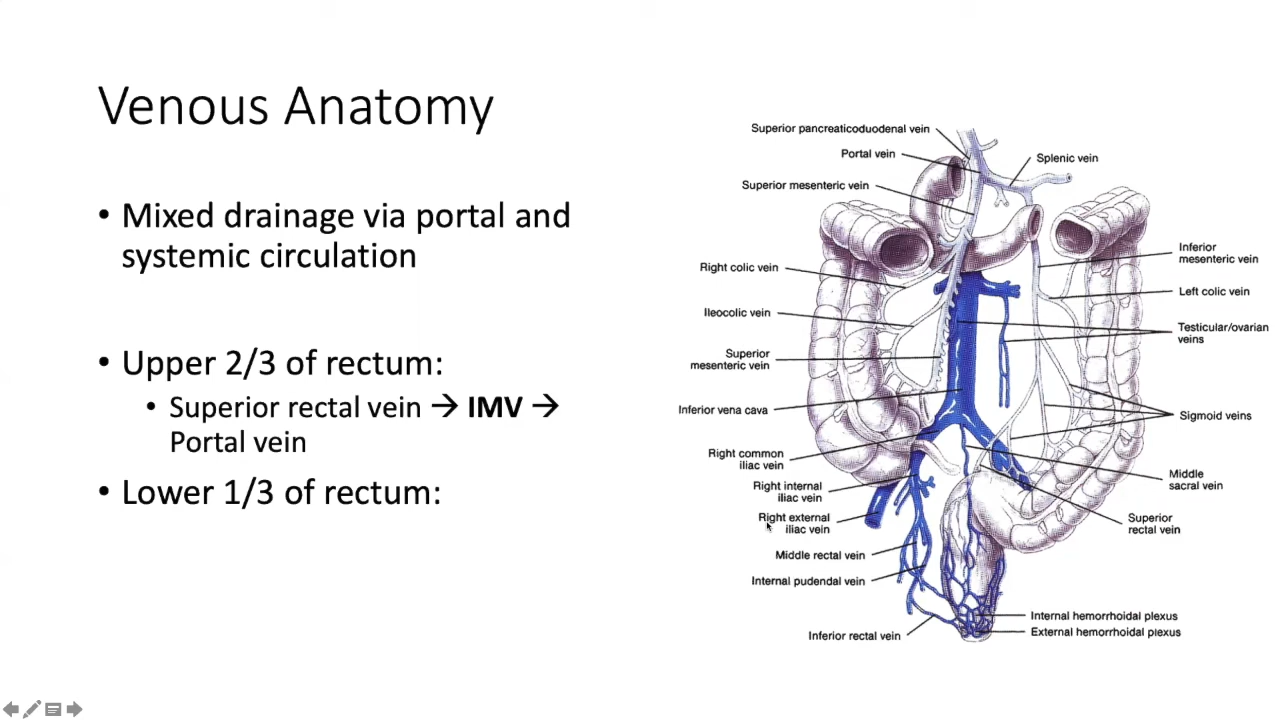 Venous Anatomy
• Mixed drainage via portal and
systemic circulation
• Upper 2/3 of rectum:
• Superior rectal vein → IMV →
Portal vein
• Lower 1/3 of rectum:
Superior pancreaticoduodenal vein
Portal vein
Superior mesenteric vein
Right colic vein
Ileocolic vein
Superior
mesenteric vein
Inferior vena cava
Right common
iliac vein
Right internal
iliac vein
Right external
iliac vein
Middle rectal vein
Internal pudendal vein
Inferior rectal vein
Splenic vein
Inferior
mesenteric vein
Left colic vein
Testicular/ovarian
veins
Sigmoid veins
Middle
sacral vein
Superior
rectal vein
Internal hemorrhoidal plexus
External hemorrhoidal plexus